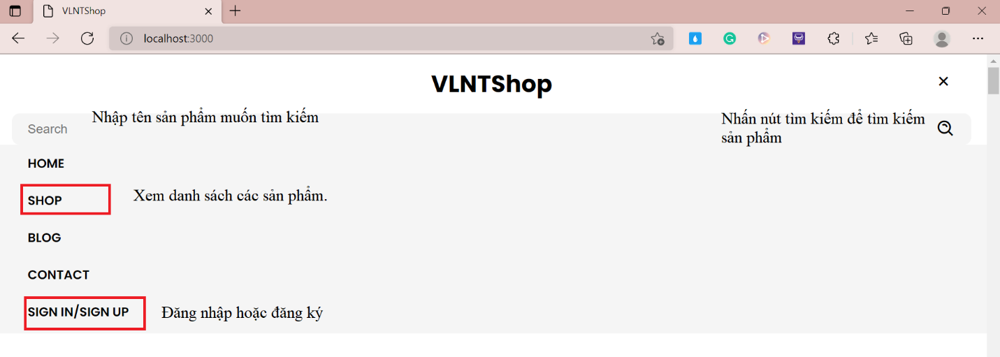 VLNTShop
localhost:3000
VLNTShop
Nhập tên sản phẩm muốn tìm kiếm
Search
Nhấn nút tìm kiếm để tìm kiếm
sản phẩm
HOME
SHOP
Xem danh sách các sản phẩm.
BLOG
CONTACT
SIGN IN/SIGN UP
Đăng nhập hoặc đăng ký